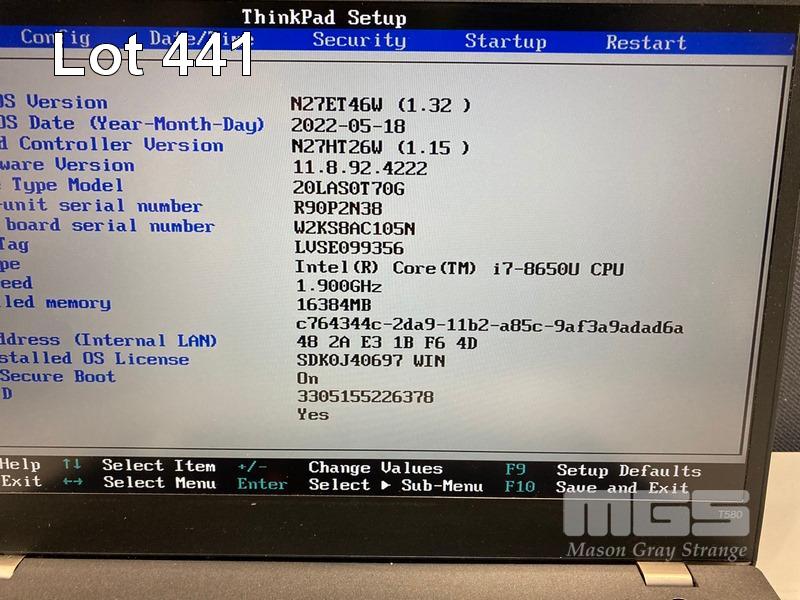 ThinkPad Setup
Config Date/Time Security Startup Restart
Lot 441
OS Version N27ET46W (1.32 )
OS Date (Year-Month-Day) 2022-05-18
d Controller Version N27HT26W (1.15 )
ware Version 11.8.92.4222
e Type Model 20LAS0T70G
-unit serial number R90P2N38
board serial number W2KS8AC105N
Tag LVSE099356
pe Intel(R) Core(TM) i7-8650U CPU
eed 1.900GHz
lled memory 16384MB
c764344c-2da9-11b2-a85c-9af3a9adad6a
ddress (Internal LAN) 48 2A E3 1B F6 4D
stalled OS License SDK0J40697 WIN
Secure Boot On
D 3305155226378
Yes
Help ↑↓ Select Item +/- Change Values F9 Setup Defaults
Exit ←→ Select Menu Enter Select ▶ Sub-Menu F10 Save and Exit
MGS
T580
Mason Gray Strange